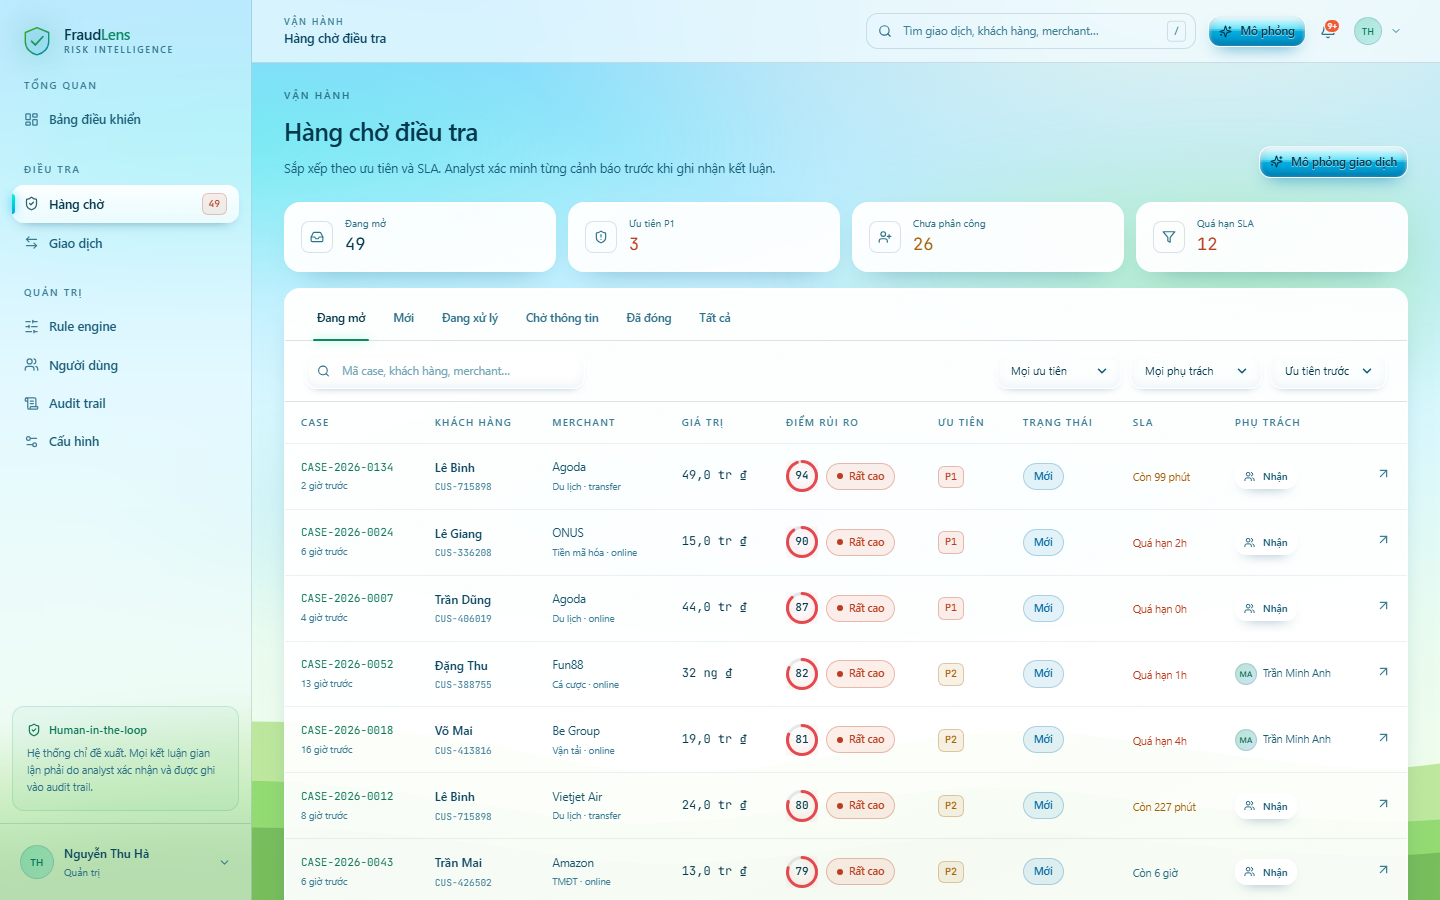 FraudLens
RISK INTELLIGENCE
TỔNG QUAN
Bảng điều khiển
ĐIỀU TRA
Hàng chờ
49
Giao dịch
QUẢN TRỊ
Rule engine
Người dùng
Audit trail
Cấu hình
Human-in-the-loop
Hệ thống chỉ đề xuất. Mọi kết luận gian
lận phải do analyst xác nhận và được ghi
vào audit trail.
TH
Nguyễn Thu Hà
Quản trị
VẬN HÀNH
Hàng chờ điều tra
Tìm giao dịch, khách hàng, merchant...
/
Mô phỏng
9+
TH
VẬN HÀNH
Hàng chờ điều tra
Sắp xếp theo ưu tiên và SLA. Analyst xác minh từng cảnh báo trước khi ghi nhận kết luận.
Mô phỏng giao dịch
Đang mở
49
Ưu tiên P1
3
Chưa phân công
26
Quá hạn SLA
12
Đang mở Mới Đang xử lý Chờ thông tin Đã đóng Tất cả
Mã case, khách hàng, merchant...
Mọi ưu tiên
Mọi phụ trách
Ưu tiên trước
CASE KHÁCH HÀNG MERCHANT GIÁ TRỊ ĐIỂM RỦI RO ƯU TIÊN TRẠNG THÁI SLA PHỤ TRÁCH
CASE-2026-0134 Lê Bình Agoda 49,0 tr ₫ 94 Rất cao P1 Mới Còn 99 phút Nhận
2 giờ trước CUS-715898 Du lịch · transfer
CASE-2026-0024 Lê Giang ONUS 15,0 tr ₫ 90 Rất cao P1 Mới Quá hạn 2h Nhận
6 giờ trước CUS-336208 Tiền mã hóa · online
CASE-2026-0007 Trần Dũng Agoda 44,0 tr ₫ 87 Rất cao P1 Mới Quá hạn 0h Nhận
4 giờ trước CUS-406019 Du lịch · online
CASE-2026-0052 Đặng Thu Fun88 32 ng ₫ 82 Rất cao P2 Mới Quá hạn 1h MA Trần Minh Anh
13 giờ trước CUS-388755 Cá cược · online
CASE-2026-0018 Võ Mai Be Group 19,0 tr ₫ 81 Rất cao P2 Mới Quá hạn 4h MA Trần Minh Anh
16 giờ trước CUS-413816 Vận tải · online
CASE-2026-0012 Lê Bình Vietjet Air 24,0 tr ₫ 80 Rất cao P2 Mới Còn 227 phút Nhận
8 giờ trước CUS-715898 Du lịch · transfer
CASE-2026-0043 Trần Mai Amazon 13,0 tr ₫ 79 Rất cao P2 Mới Còn 6 giờ Nhận
6 giờ trước CUS-426502 TMĐT · online